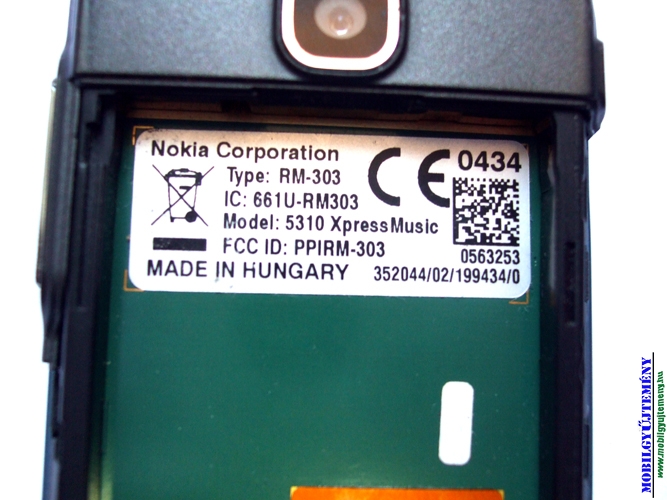 Nokia Corporation
Type: RM-303
IC: 661U-RM303
Model: 5310 XpressMusic
FCC ID: PPIRM-303
MADE IN HUNGARY
CE 0434
0563253
352044/02/199434/0
MOBILGYŰJTEMÉNY
www.mobilgyujtemeny.hu